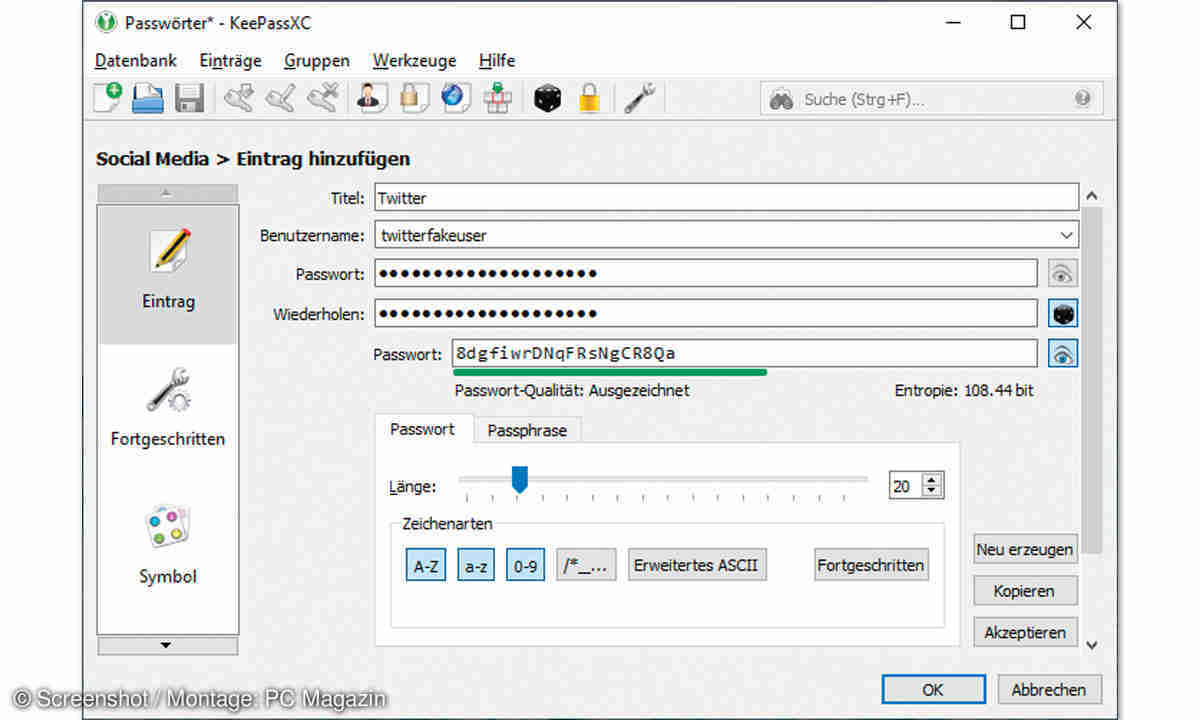 Passwörter* - KeePassXC
Datenbank Einträge Gruppen Werkzeuge Hilfe
Suche (Strg+F)...
Social Media > Eintrag hinzufügen
Titel: Twitter
Benutzername: twitterfakeuser
Passwort: ●●●●●●●●●●●●●●●●●●●●
Wiederholen: ●●●●●●●●●●●●●●●●●●●●
Passwort: 8dgfiwrDNqFRsNgCR8Qa
Passwort-Qualität: Ausgezeichnet Entropie: 108.44 bit
Eintrag
Fortgeschritten
Symbol
Passwort Passphrase
Länge: 20
Zeichenarten
A-Z a-z 0-9 /*_... Erweitertes ASCII Fortgeschritten
Neu erzeugen
Kopieren
Akzeptieren
OK Abbrechen
© Screenshot / Montage: PC Magazin